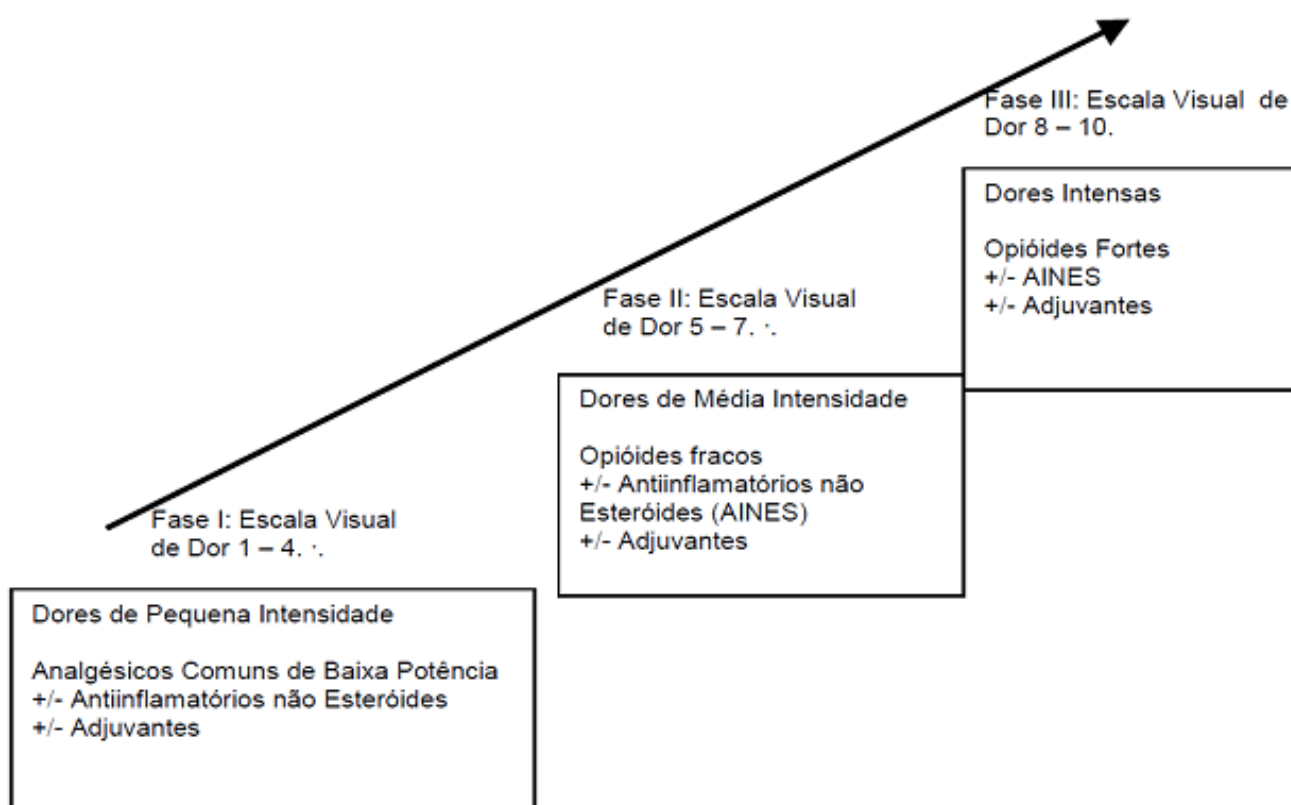 Fase III: Escala Visual de
Dor 8 – 10.
Dores Intensas
Opióides Fortes
+/- AINES
+/- Adjuvantes
Fase II: Escala Visual
de Dor 5 – 7. ·.
Dores de Média Intensidade
Opióides fracos
+/- Antiinflamatórios não
Esteróides (AINES)
+/- Adjuvantes
Fase I: Escala Visual
de Dor 1 – 4. ·.
Dores de Pequena Intensidade
Analgésicos Comuns de Baixa Potência
+/- Antiinflamatórios não Esteróides
+/- Adjuvantes